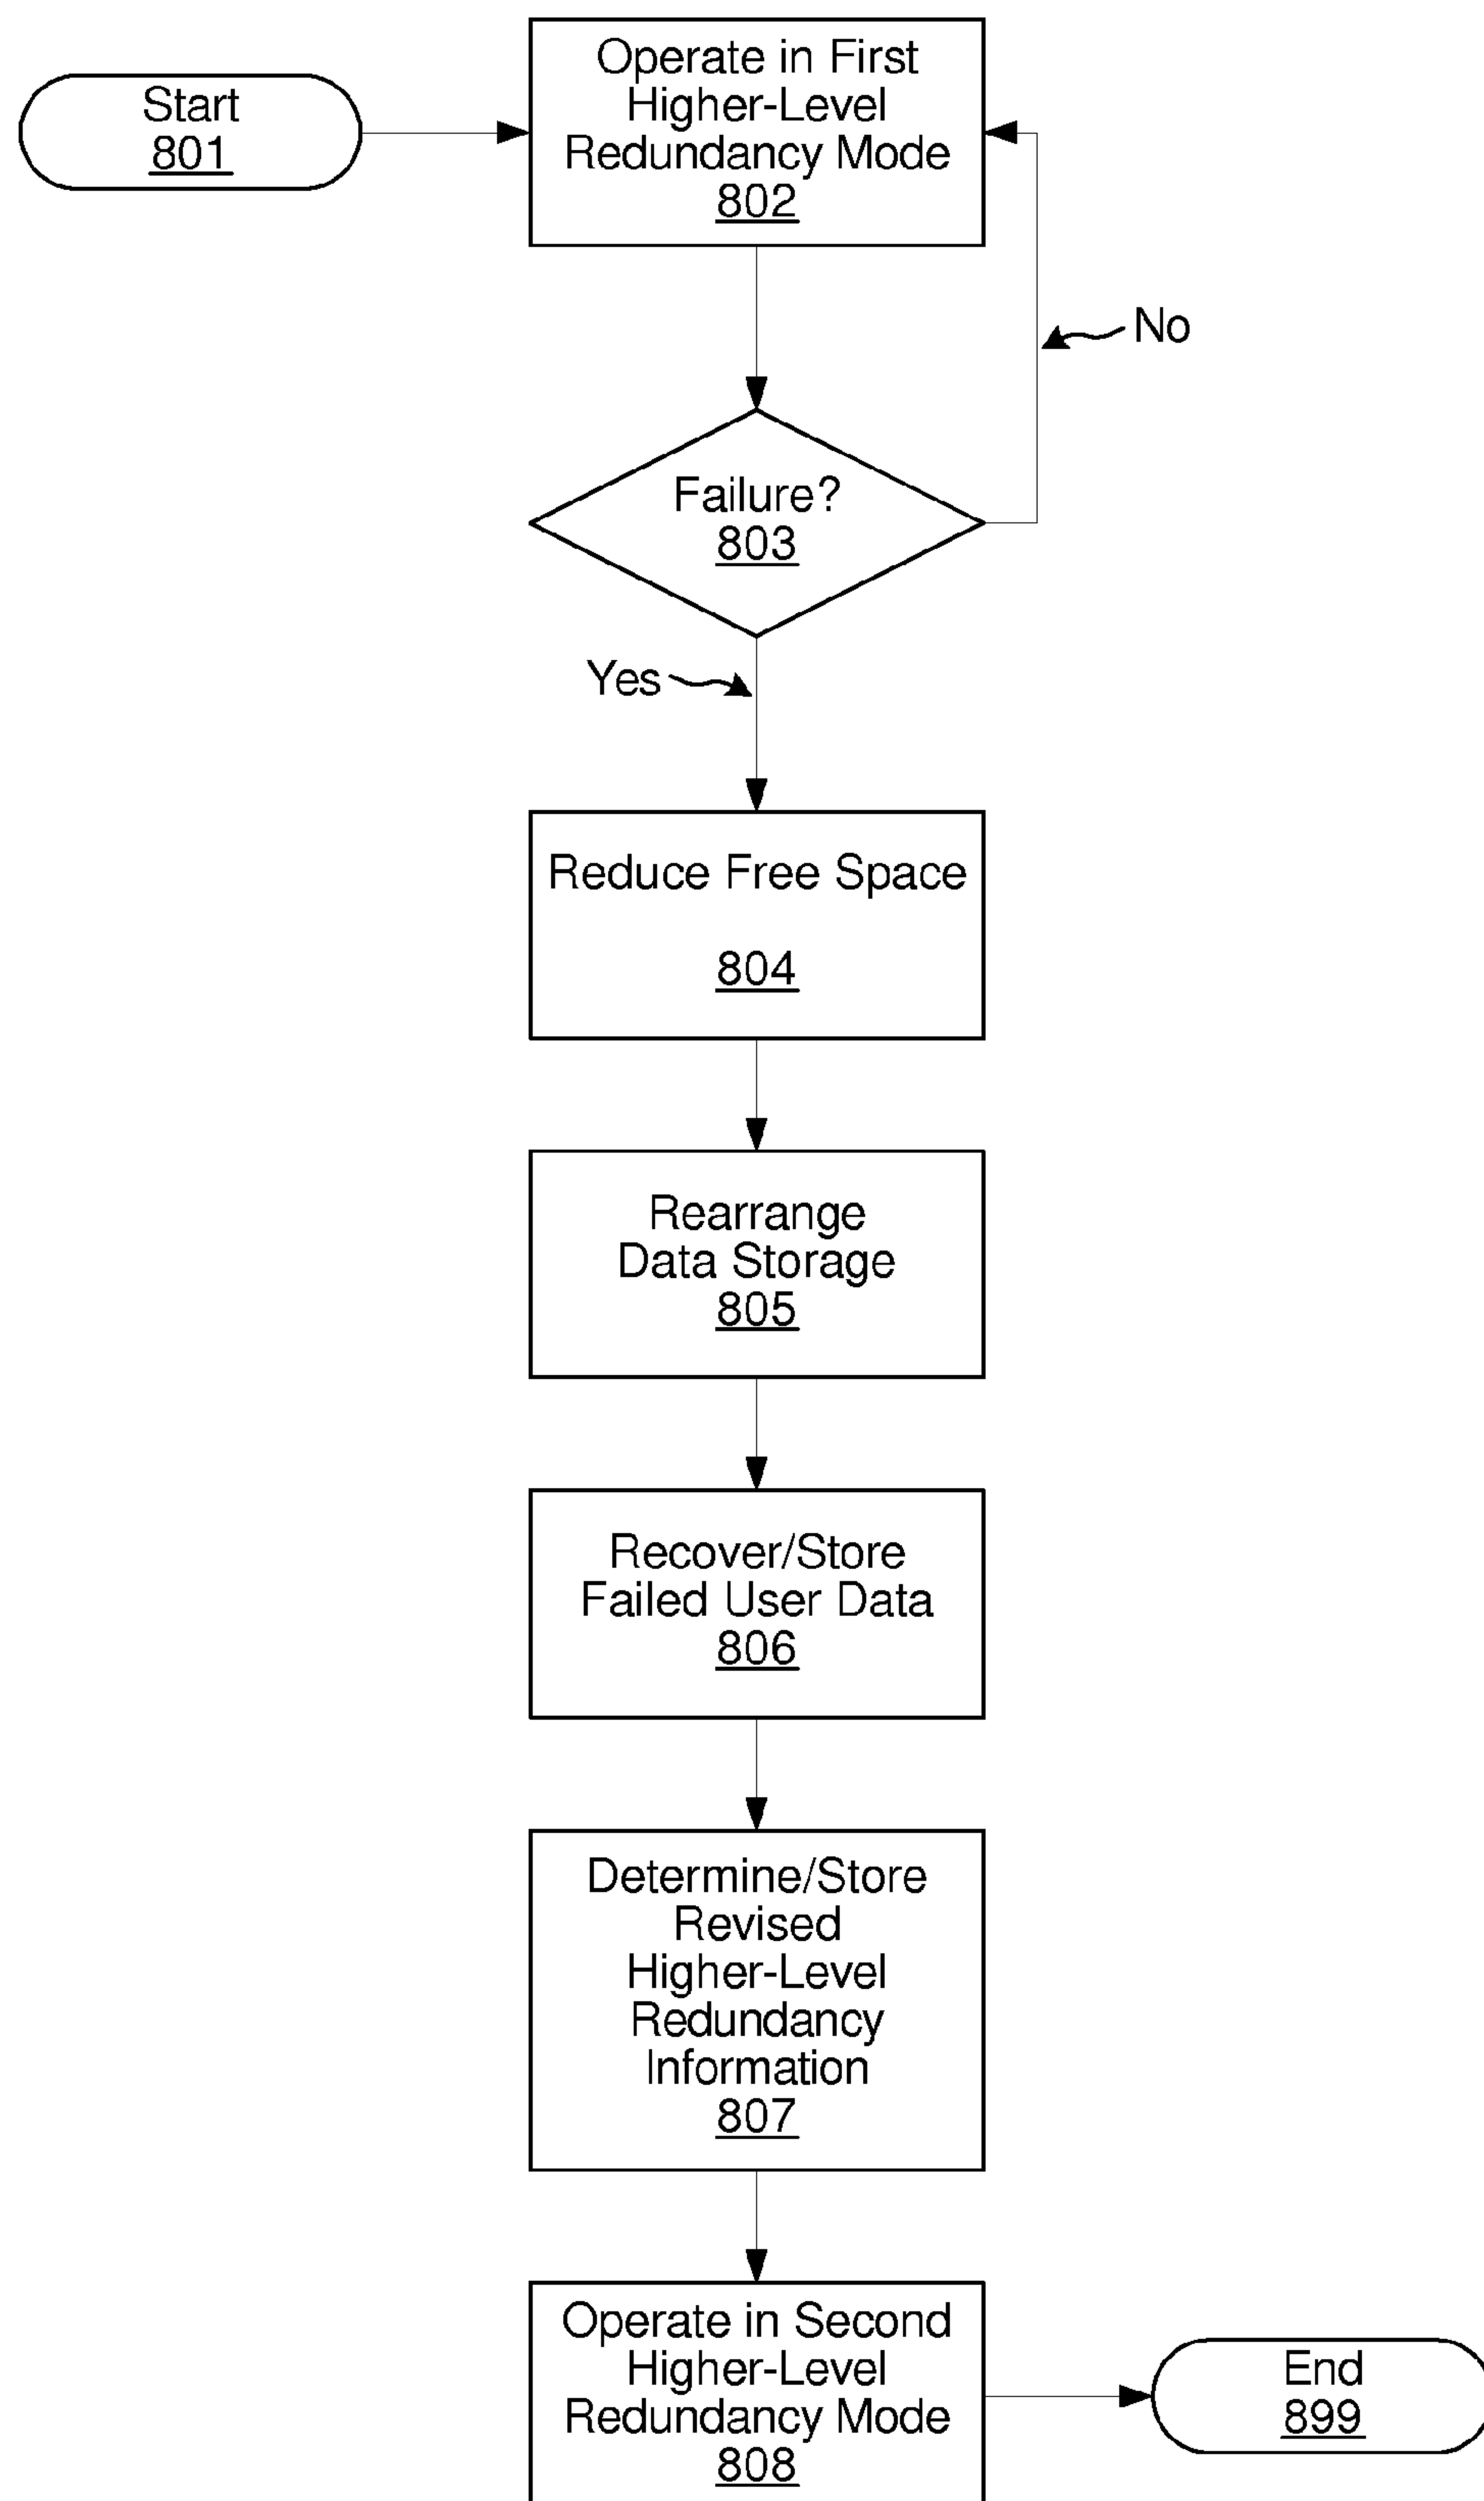 Start
801
Operate in First
Higher-Level
Redundancy Mode
802
No
Failure?
803
Yes
Reduce Free Space
804
Rearrange
Data Storage
805
Recover/Store
Failed User Data
806
Determine/Store
Revised
Higher-Level
Redundancy
Information
807
Operate in Second
Higher-Level
Redundancy Mode
808
End
899